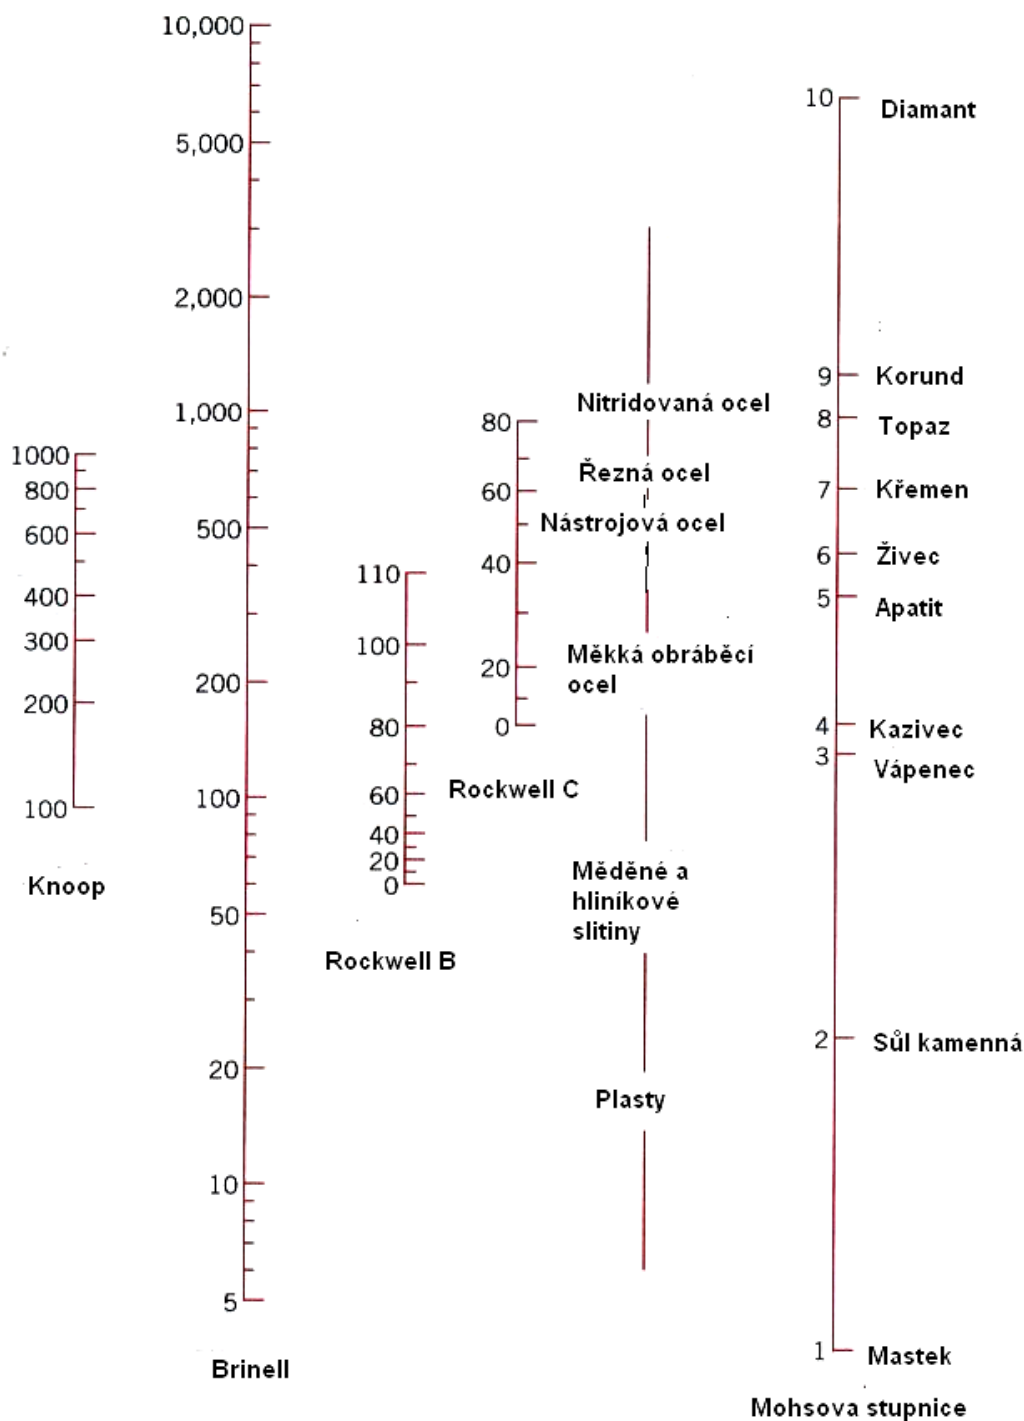 10,000
5,000
2,000
1,000
500
200
100
50
20
10
5
Brinell
1000
800
600
400
300
200
100
Knoop
110
100
80
60
40
20
0
Rockwell B
80
60
40
20
0
Rockwell C
Nitridovaná ocel
Řezná ocel
Nástrojová ocel
Měkká obráběcí
ocel
Měděné a
hliníkové
slitiny
Plasty
10 Diamant
9 Korund
8 Topaz
7 Křemen
6 Živec
5 Apatit
4 Kazivec
3 Vápenec
2 Sůl kamenná
1 Mastek
Mohsova stupnice